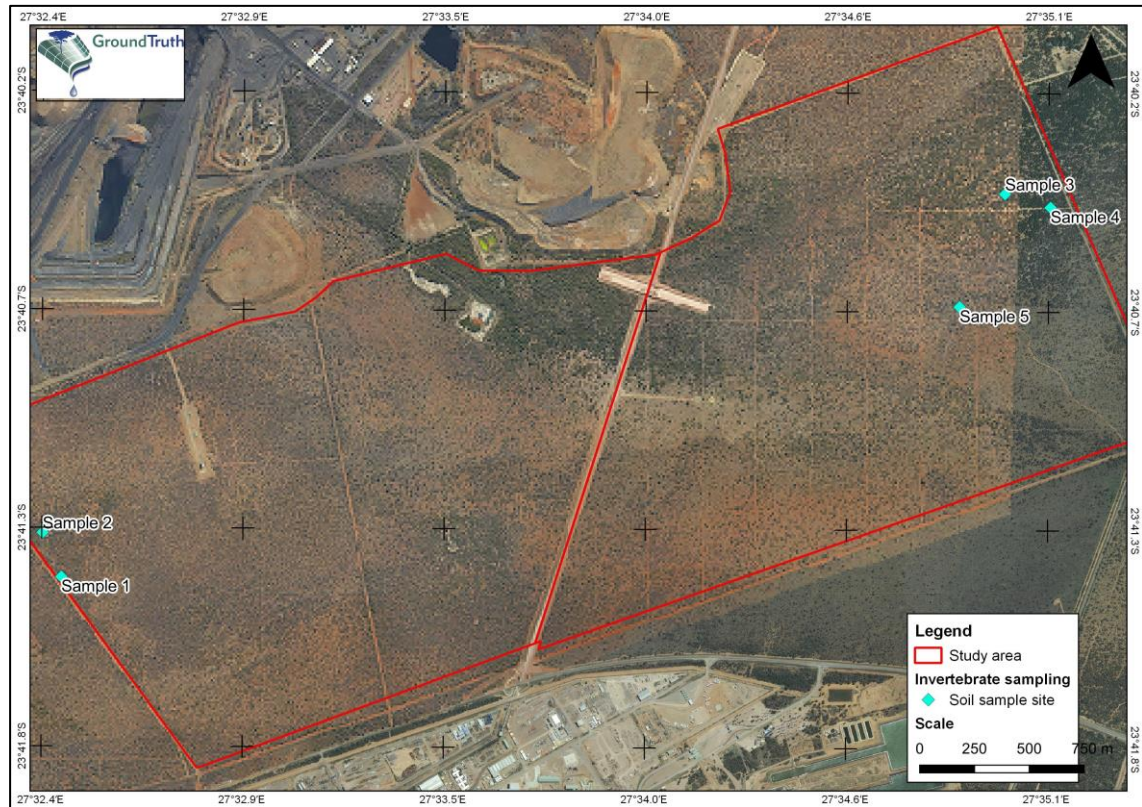 27°32.4'E 27°32.9'E 27°33.5'E 27°34.0'E 27°34.6'E 27°35.1'E
GroundTruth
23°40.2'S 23°40.2'S
Sample 3
Sample 4
23°40.7'S 23°40.7'S
Sample 5
23°41.3'S 23°41.3'S
Sample 2
Sample 1
Legend
Study area
Invertebrate sampling
Soil sample site
Scale
0 250 500 750 m
23°41.8'S 23°41.8'S
27°32.4'E 27°32.9'E 27°33.5'E 27°34.0'E 27°34.6'E 27°35.1'E